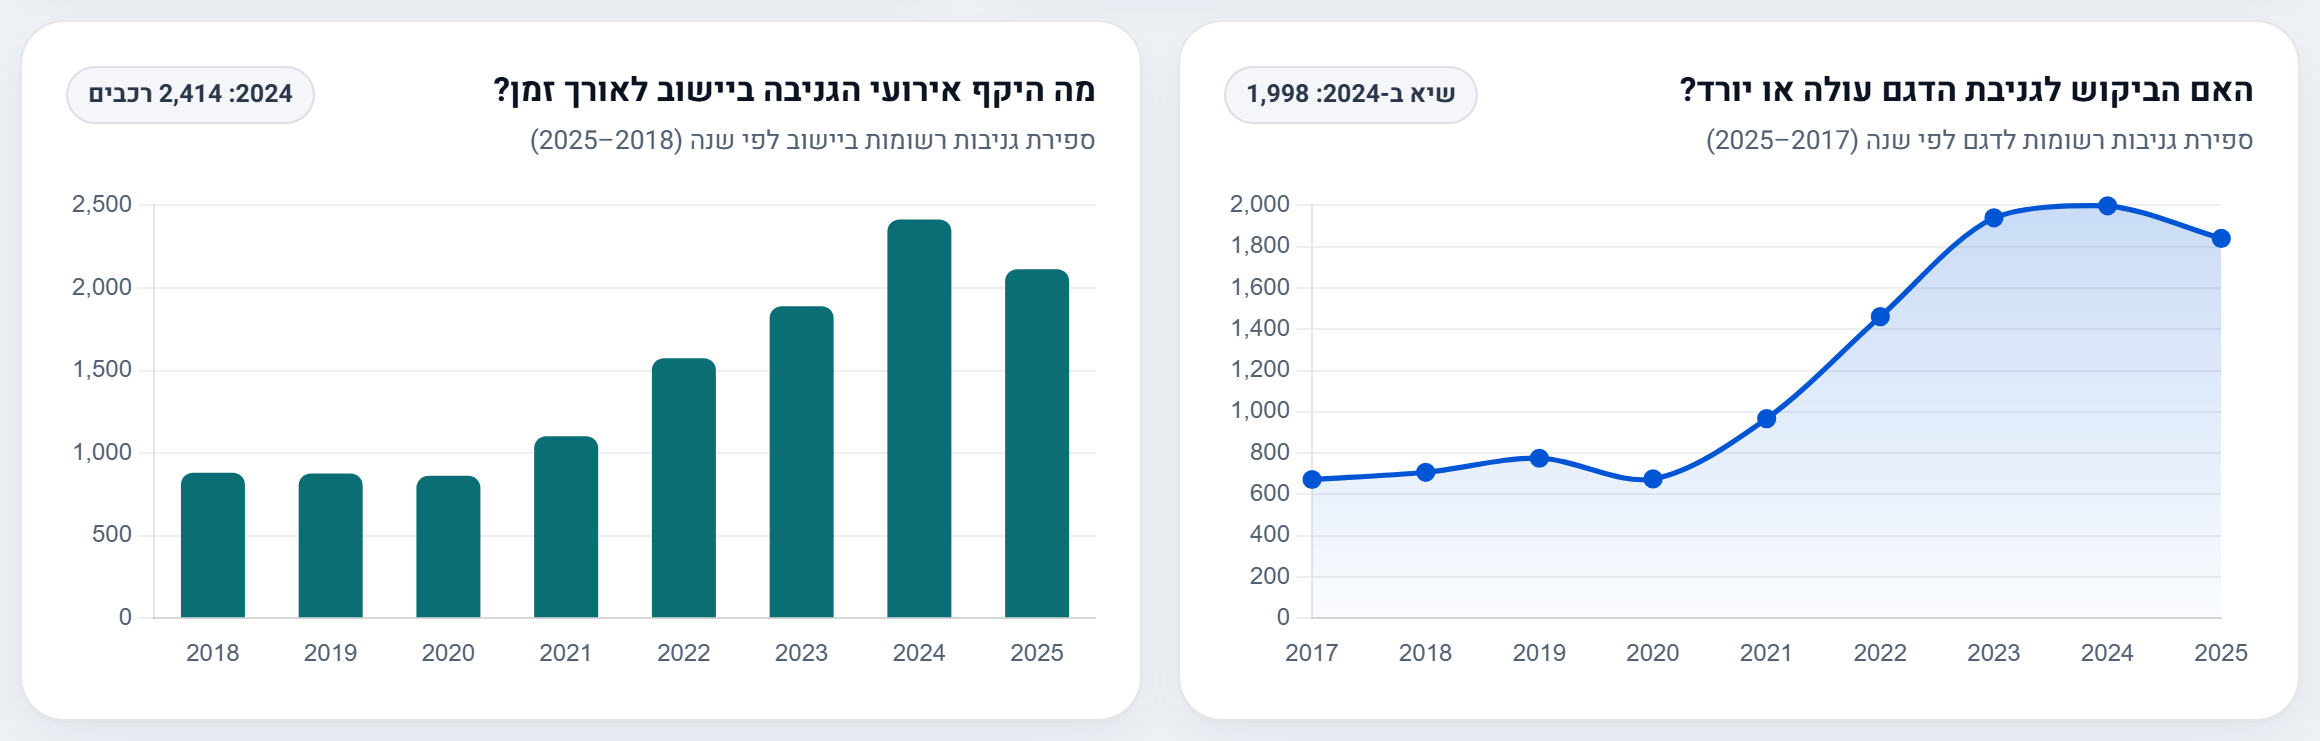 האם הביקוש לגניבת הדגם עולה או יורד?
שיא ב-2024: 1,998
ספירת גניבות רשומות לדגם לפי שנה (2017–2025)
2,000
1,800
1,600
1,400
1,200
1,000
800
600
400
200
0
2017 2018 2019 2020 2021 2022 2023 2024 2025
מה היקף אירועי הגניבה ביישוב לאורך זמן?
2024: 2,414 רכבים
ספירת גניבות רשומות ביישוב לפי שנה (2018–2025)
2,500
2,000
1,500
1,000
500
0
2018 2019 2020 2021 2022 2023 2024 2025